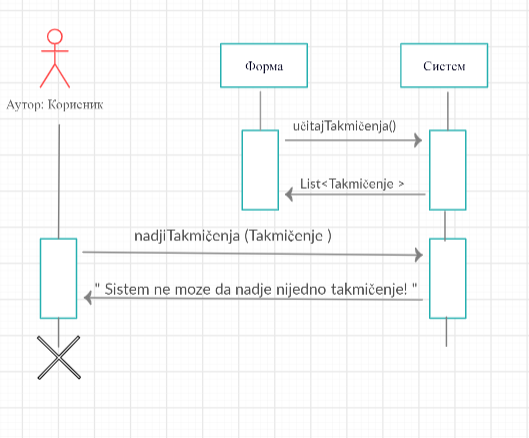 Форма
Систем
Аутор: Корисник
učitajTakmičenja()
List<Takmičenje >
nadjiTakmičenja (Takmičenje )
" Sistem ne moze da nadje nijedno takmičenje! "